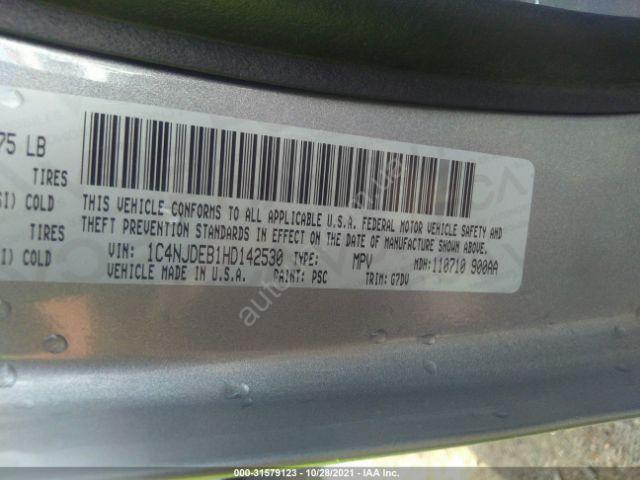 75 LB
TIRES
SI) COLD
TIRES
SI) COLD
THIS VEHICLE CONFORMS TO ALL APPLICABLE U.S.A. FEDERAL MOTOR VEHICLE SAFETY AND
THEFT PREVENTION STANDARDS IN EFFECT ON THE DATE OF MANUFACTURE SHOWN ABOVE.
VIN: 1C4NJDEB1HD142530 TYPE: MPV MDH:110710 900AA
VEHICLE MADE IN U.S.A. PAINT: PSC TRIM: G7DV
000-31579123 - 10/28/2021 - IAA Inc.